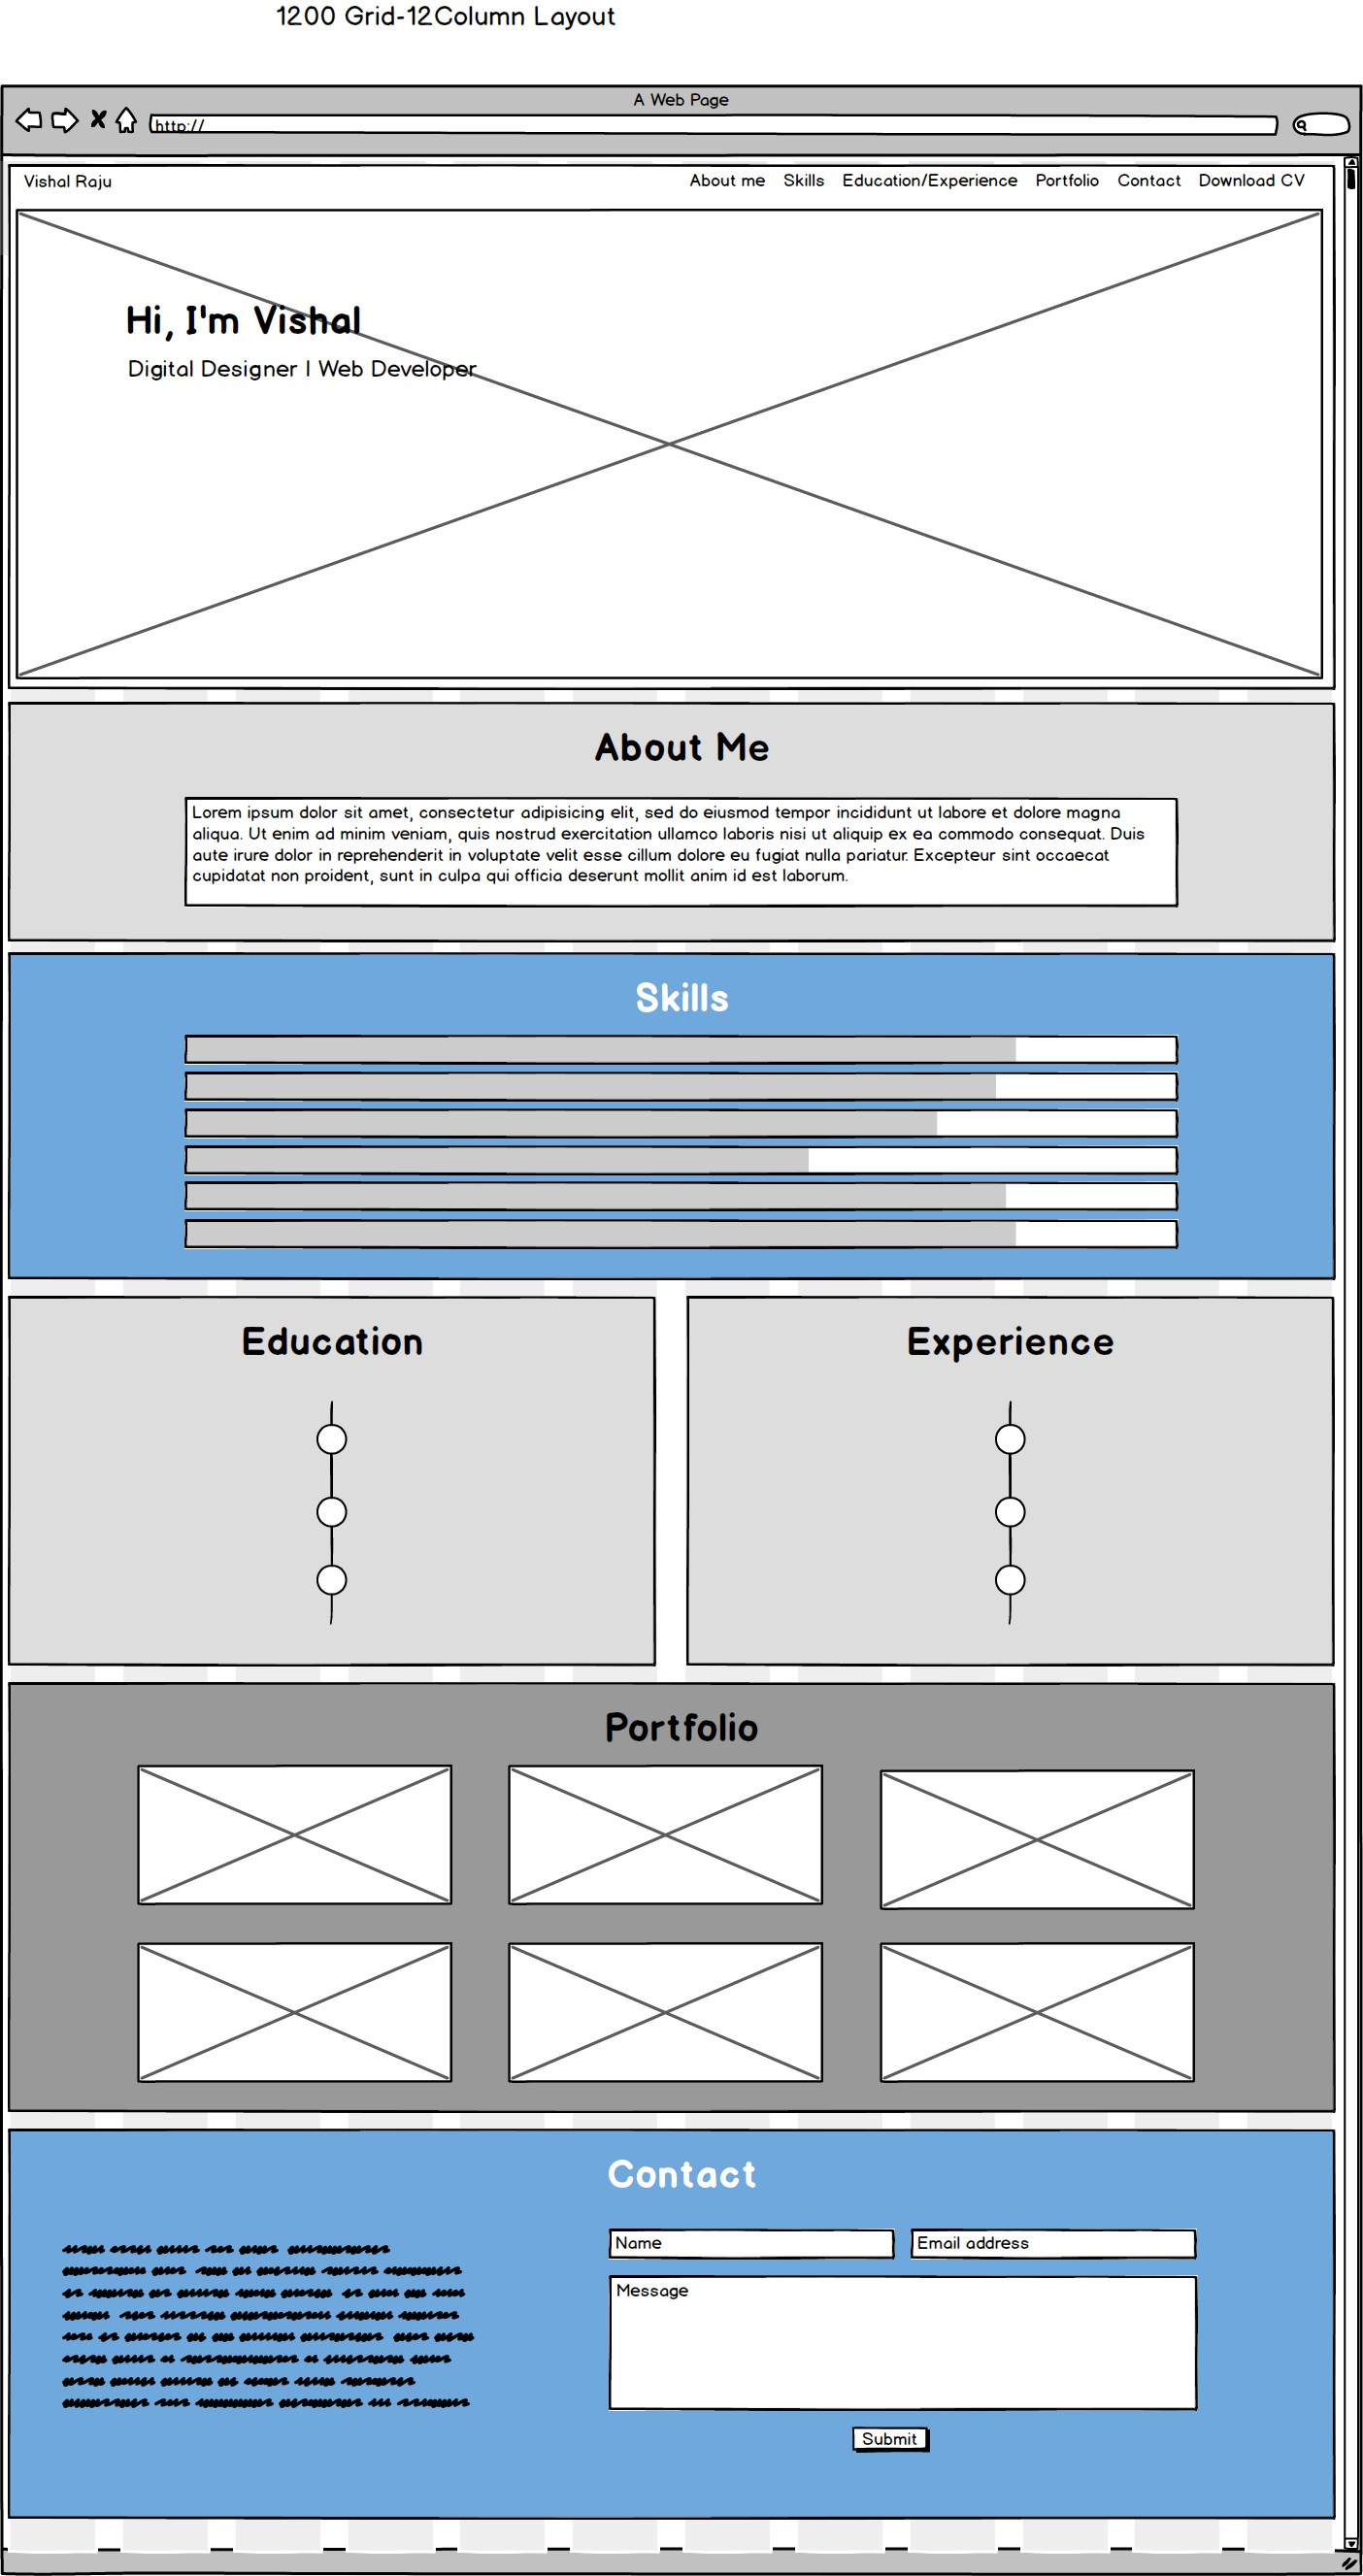 1200 Grid-12Column Layout
A Web Page
http://
Vishal Raju
About me Skills Education/Experience Portfolio Contact Download CV
Hi, I'm Vishal
Digital Designer | Web Developer
About Me
Lorem ipsum dolor sit amet, consectetur adipisicing elit, sed do eiusmod tempor incididunt ut labore et dolore magna
aliqua. Ut enim ad minim veniam, quis nostrud exercitation ullamco laboris nisi ut aliquip ex ea commodo consequat. Duis
aute irure dolor in reprehenderit in voluptate velit esse cillum dolore eu fugiat nulla pariatur. Excepteur sint occaecat
cupidatat non proident, sunt in culpa qui officia deserunt mollit anim id est laborum.
Skills
Education
Experience
Portfolio
Contact
Name
Email address
Message
Submit